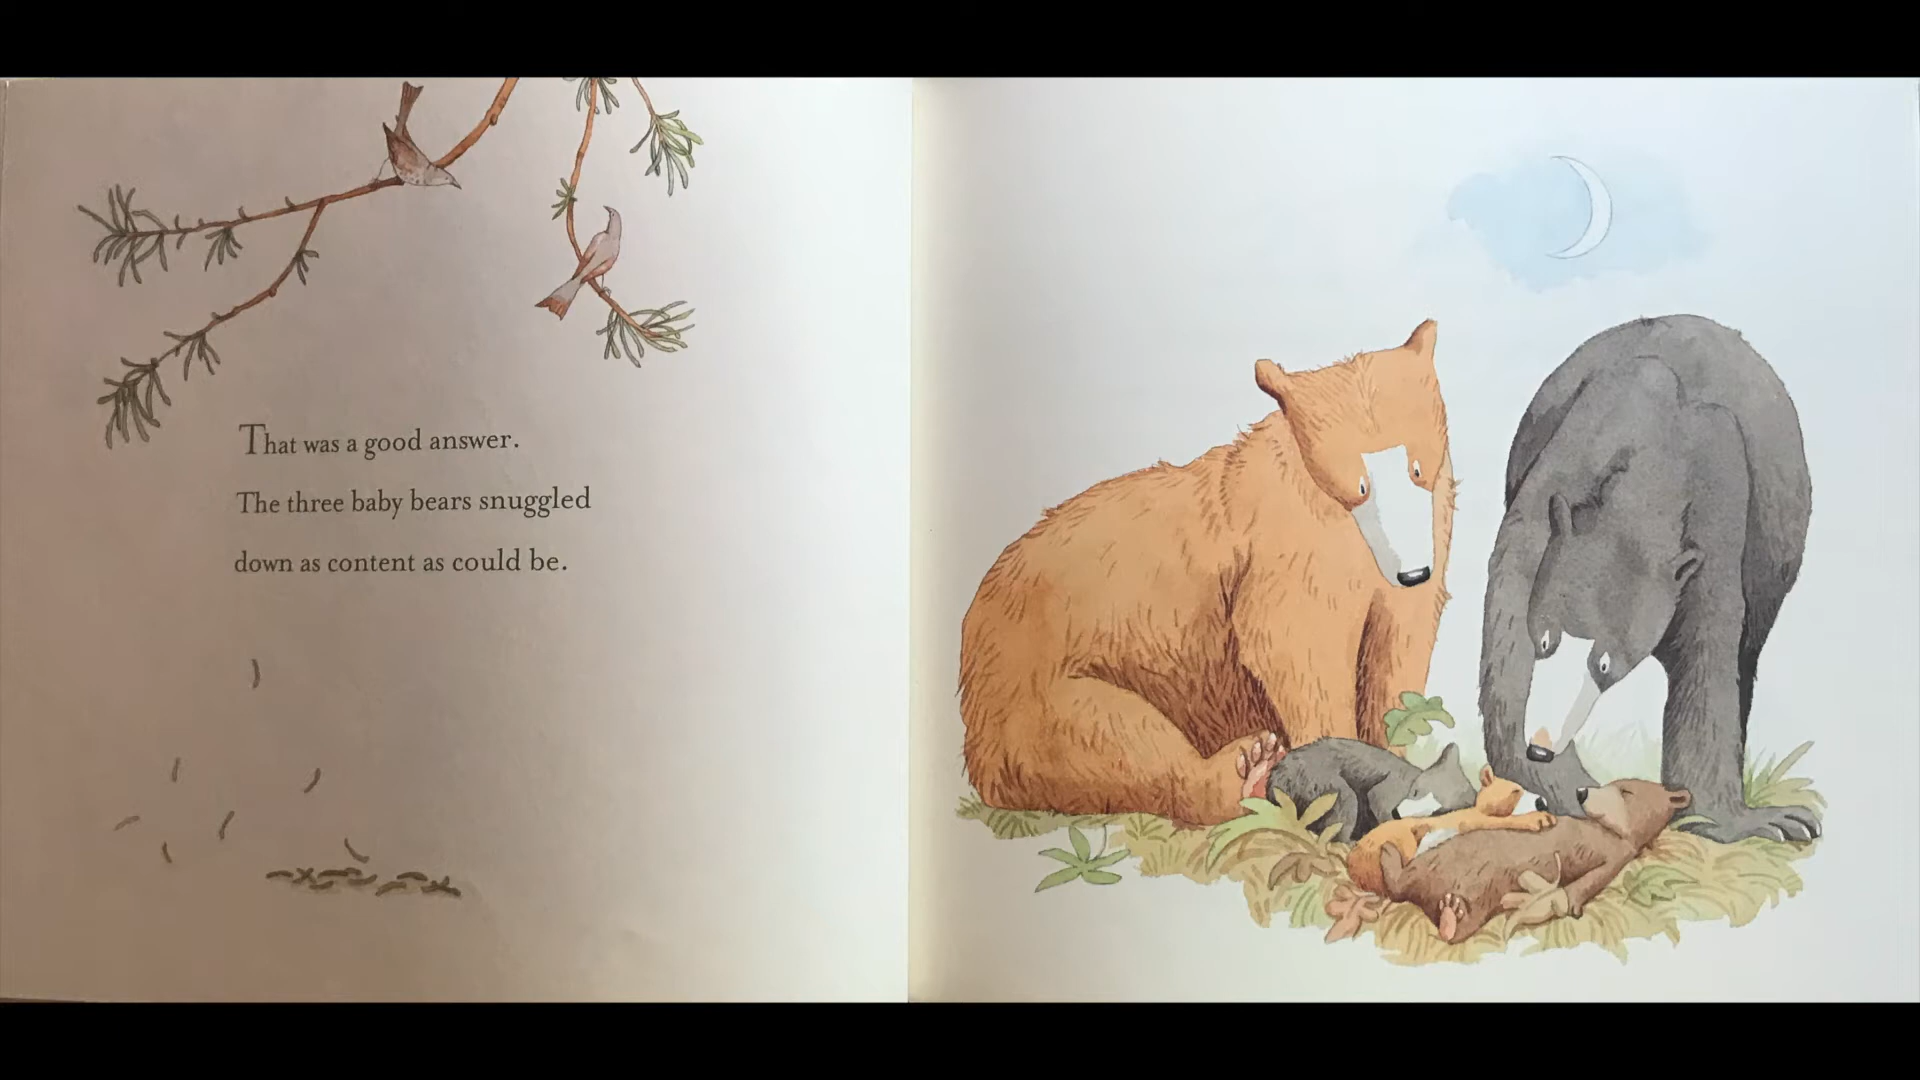 That was a good answer.
The three baby bears snuggled
down as content as could be.